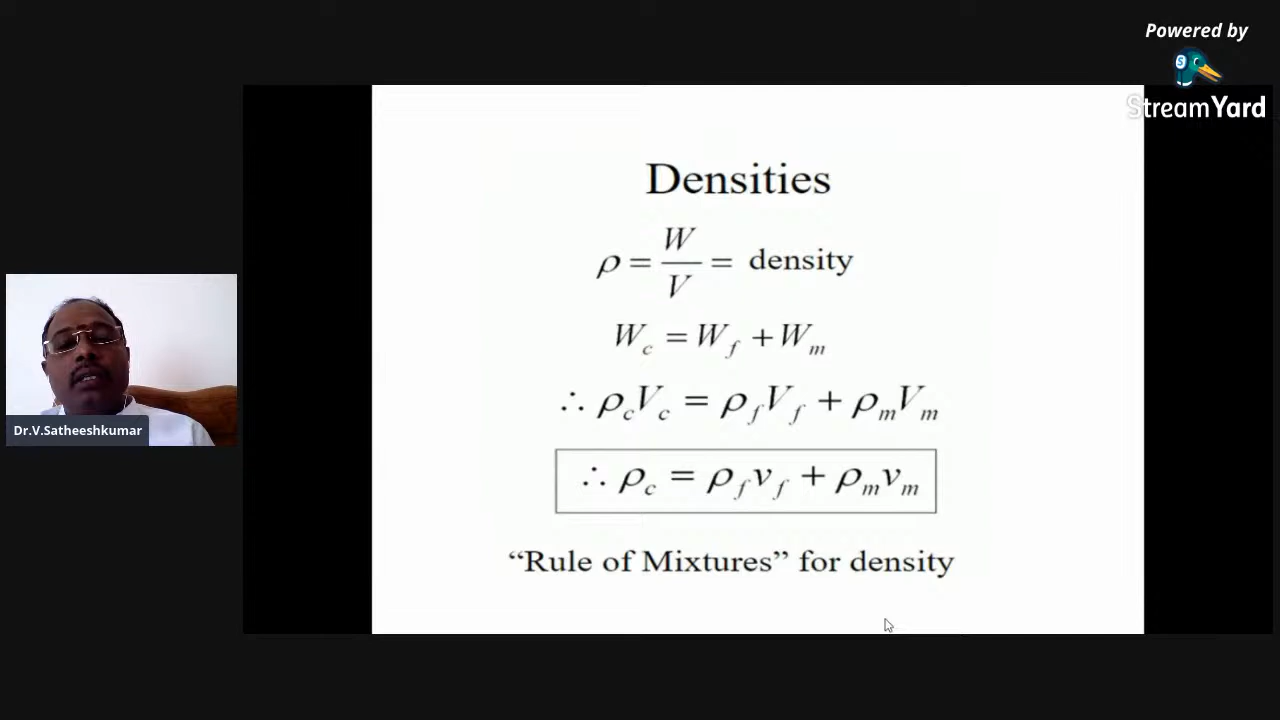 Powered by
StreamYard
Densities
ρ = W/V = density
W_c = W_f + W_m
∴ ρ_c V_c = ρ_f V_f + ρ_m V_m
∴ ρ_c = ρ_f v_f + ρ_m v_m
“Rule of Mixtures” for density
Dr.V.Satheeshkumar